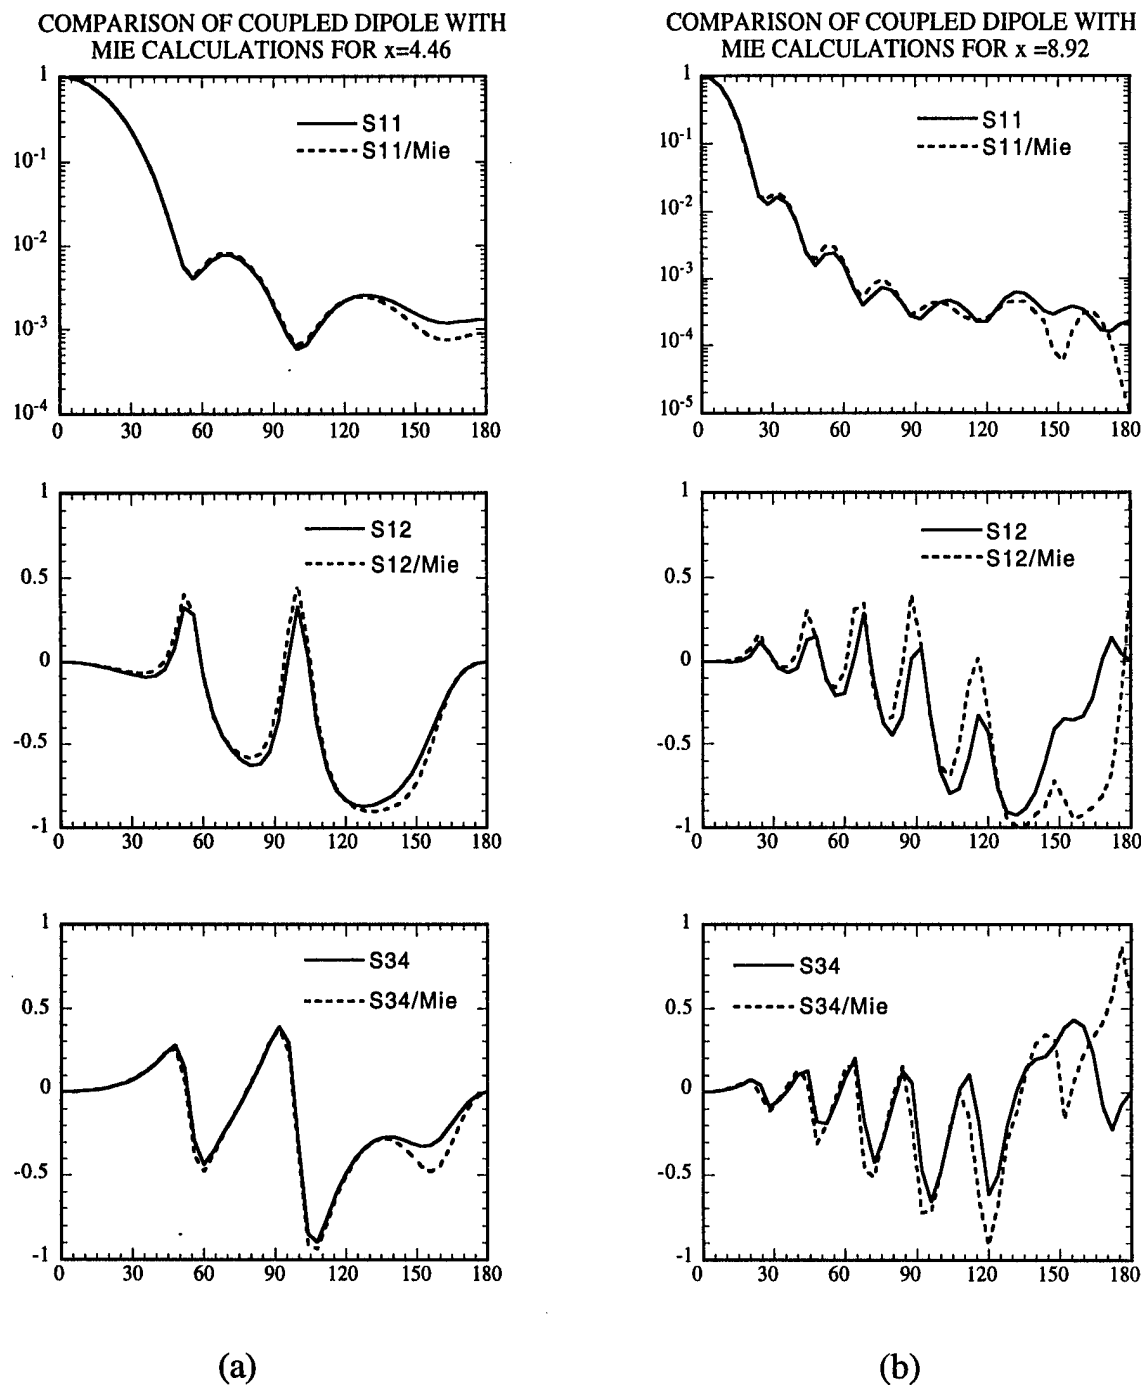 COMPARISON OF COUPLED DIPOLE WITH
MIE CALCULATIONS FOR x=4.46
1
10-1
10-2
10-3
10-4
S11
S11/Mie
0 30 60 90 120 150 180
1
0.5
0
-0.5
-1
S12
S12/Mie
0 30 60 90 120 150 180
1
0.5
0
-0.5
-1
S34
S34/Mie
0 30 60 90 120 150 180
(a)
COMPARISON OF COUPLED DIPOLE WITH
MIE CALCULATIONS FOR x =8.92
1
10-1
10-2
10-3
10-4
10-5
S11
S11/Mie
0 30 60 90 120 150 180
1
0.5
0
-0.5
-1
S12
S12/Mie
0 30 60 90 120 150 180
1
0.5
0
-0.5
-1
S34
S34/Mie
0 30 60 90 120 150 180
(b)